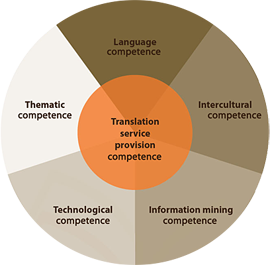 Language
competence
Thematic
competence
Intercultural
competence
Translation
service
provision
competence
Technological
competence
Information mining
competence